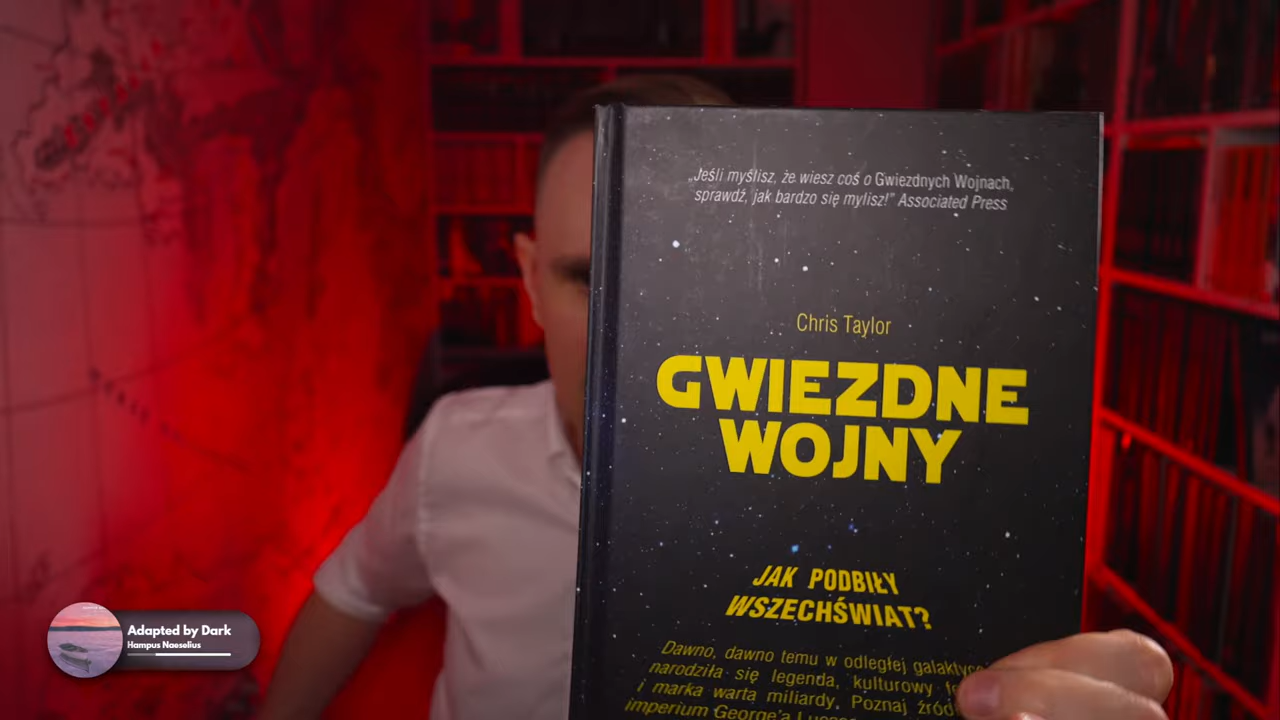 „Jeśli myślisz, że wiesz coś o Gwiezdnych Wojnach,
sprawdź, jak bardzo się mylisz!” Associated Press
Chris Taylor
GWIEZDNE
WOJNY
JAK PODBIŁY
WSZECHŚWIAT?
Dawno, dawno temu w odległej
narodziła się legenda, kulturowy
i marka warta miliardy. Poznaj
imperium George'a
Adapted by Dark
Hampus Naeselius